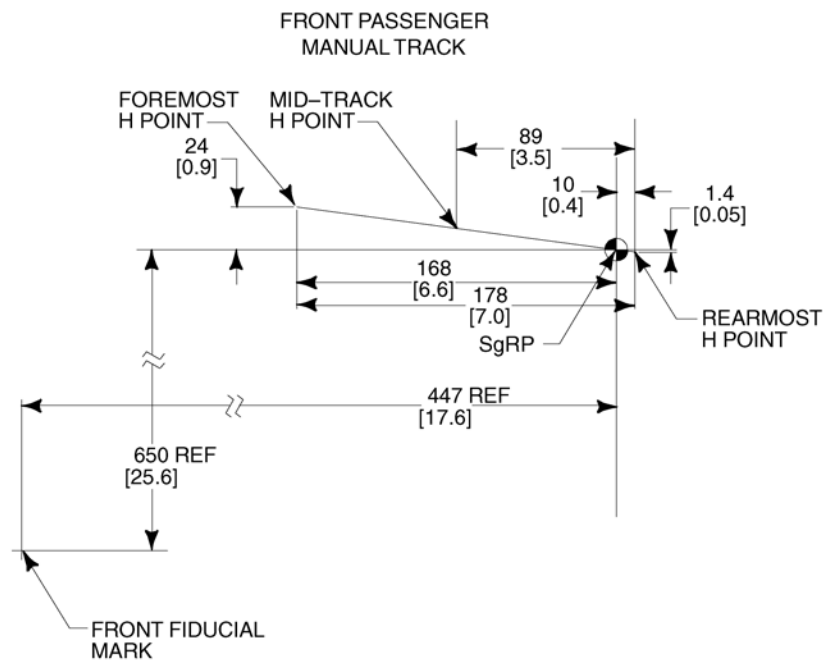 FRONT PASSENGER
MANUAL TRACK
FOREMOST
H POINT
MID–TRACK
H POINT
24
[0.9]
89
[3.5]
10
[0.4]
1.4
[0.05]
168
[6.6]
178
[7.0]
SgRP
REARMOST
H POINT
447 REF
[17.6]
650 REF
[25.6]
FRONT FIDUCIAL
MARK